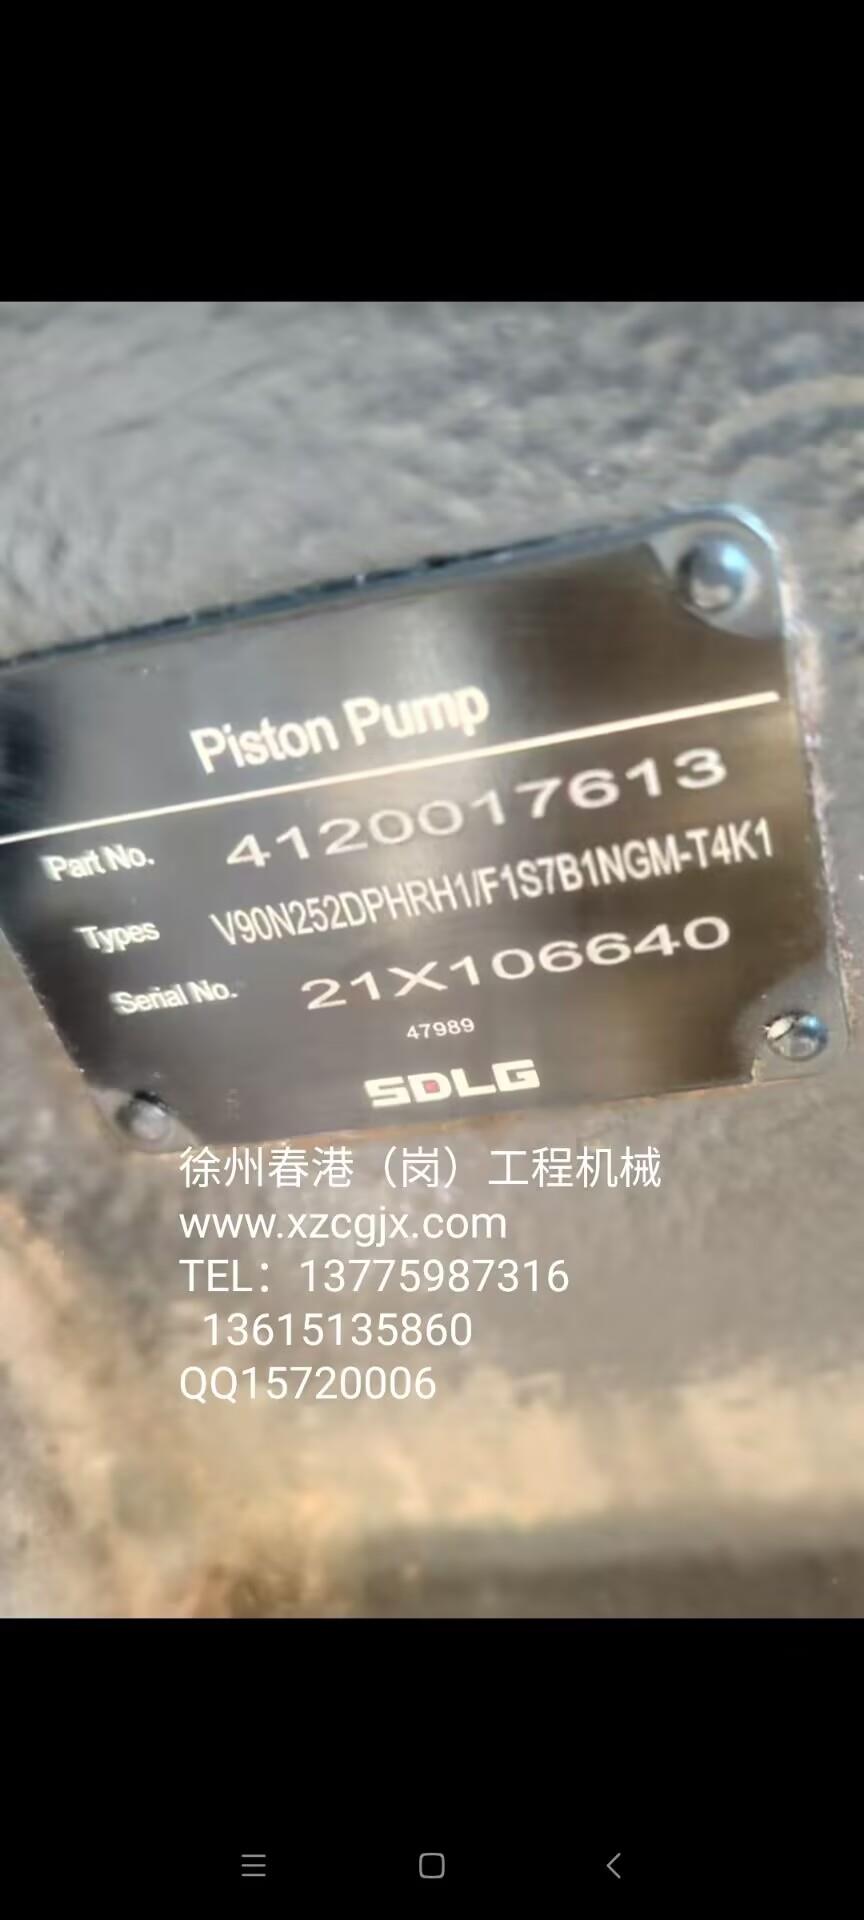 Piston Pump
Part No. 4120017613
Types V90N252DPHRH1/F1S7B1NGM-T4K1
Serial No. 21X106640
47989
SDLG
徐州春港（岗）工程机械
www.xzcgjx.com
TEL：13775987316
13615135860
QQ15720006